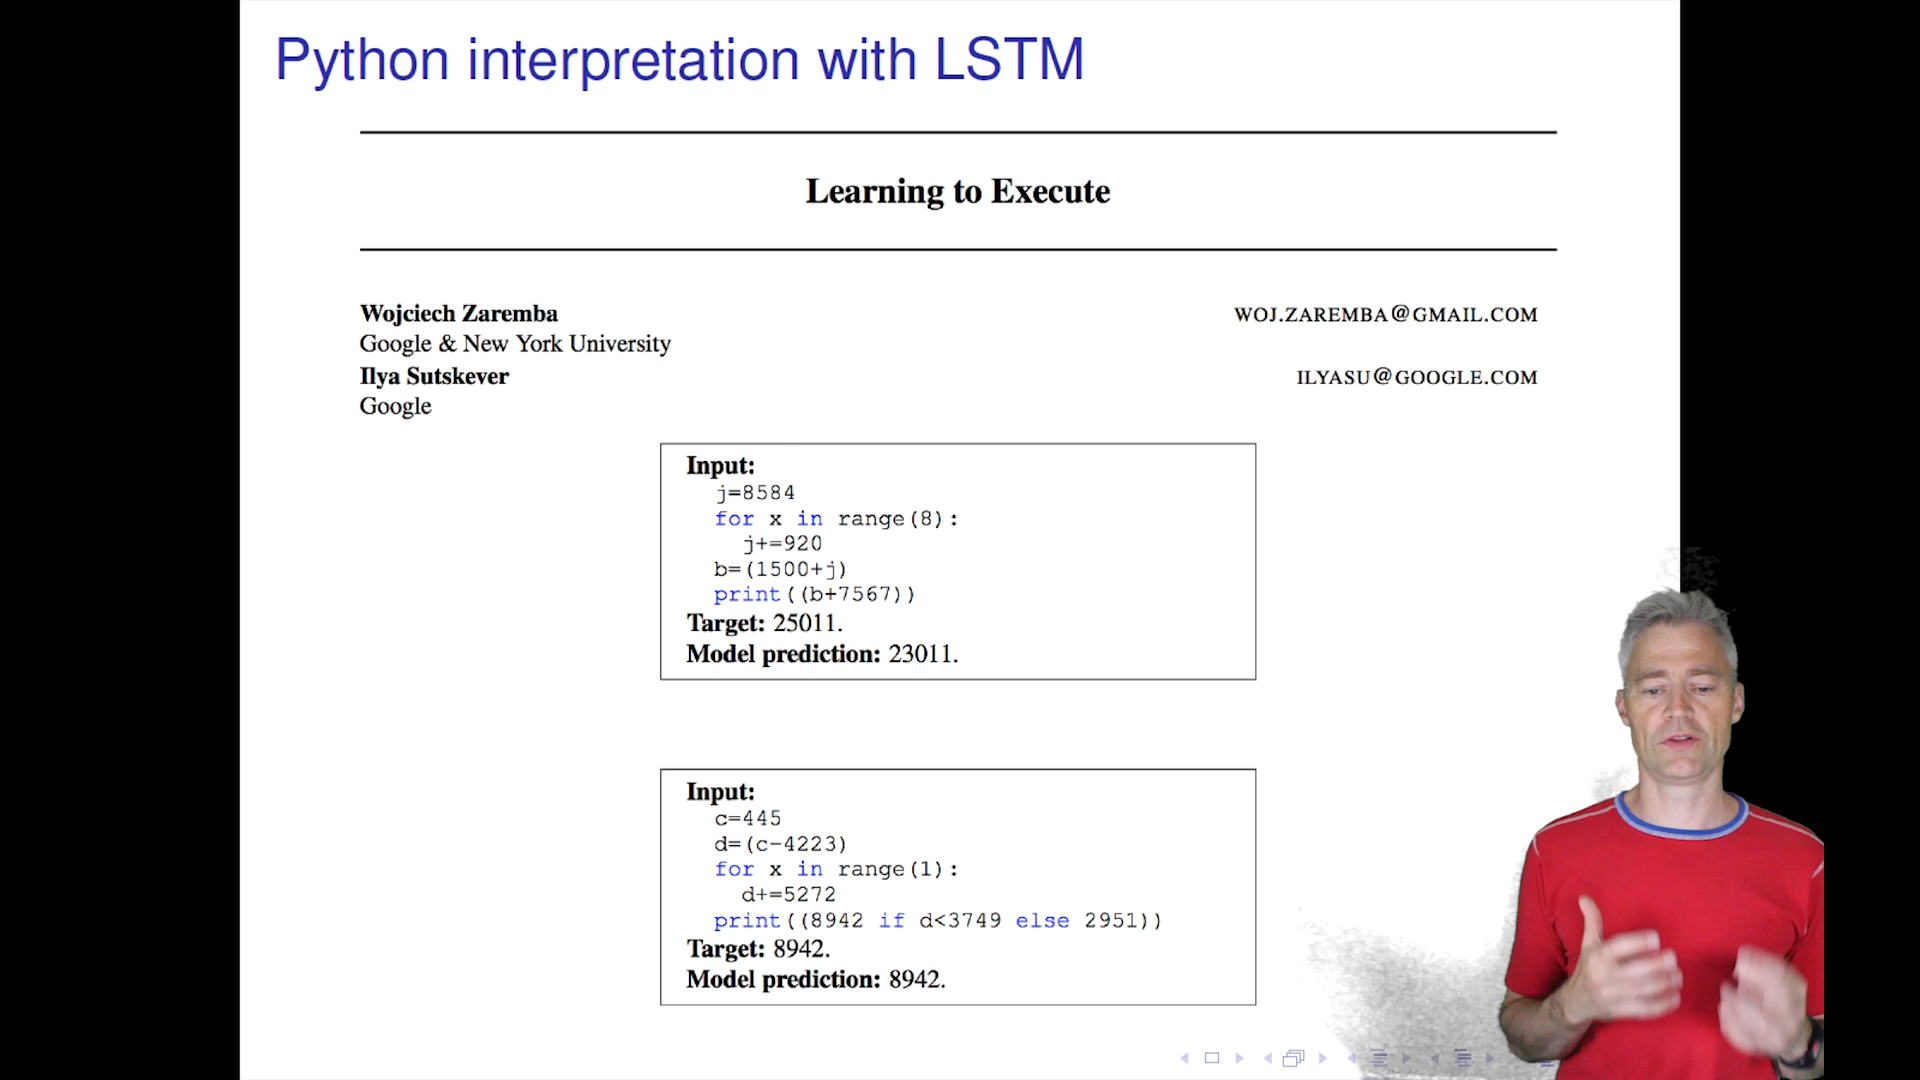 Python interpretation with LSTM
Learning to Execute
Wojciech Zaremba
WOJ.ZAREMBA@GMAIL.COM
Google & New York University
Ilya Sutskever
ILYASU@GOOGLE.COM
Google
Input:
j=8584
for x in range(8):
j+=920
b=(1500+j)
print((b+7567))
Target: 25011.
Model prediction: 23011.
Input:
c=445
d=(c-4223)
for x in range(1):
d+=5272
print((8942 if d<3749 else 2951))
Target: 8942.
Model prediction: 8942.